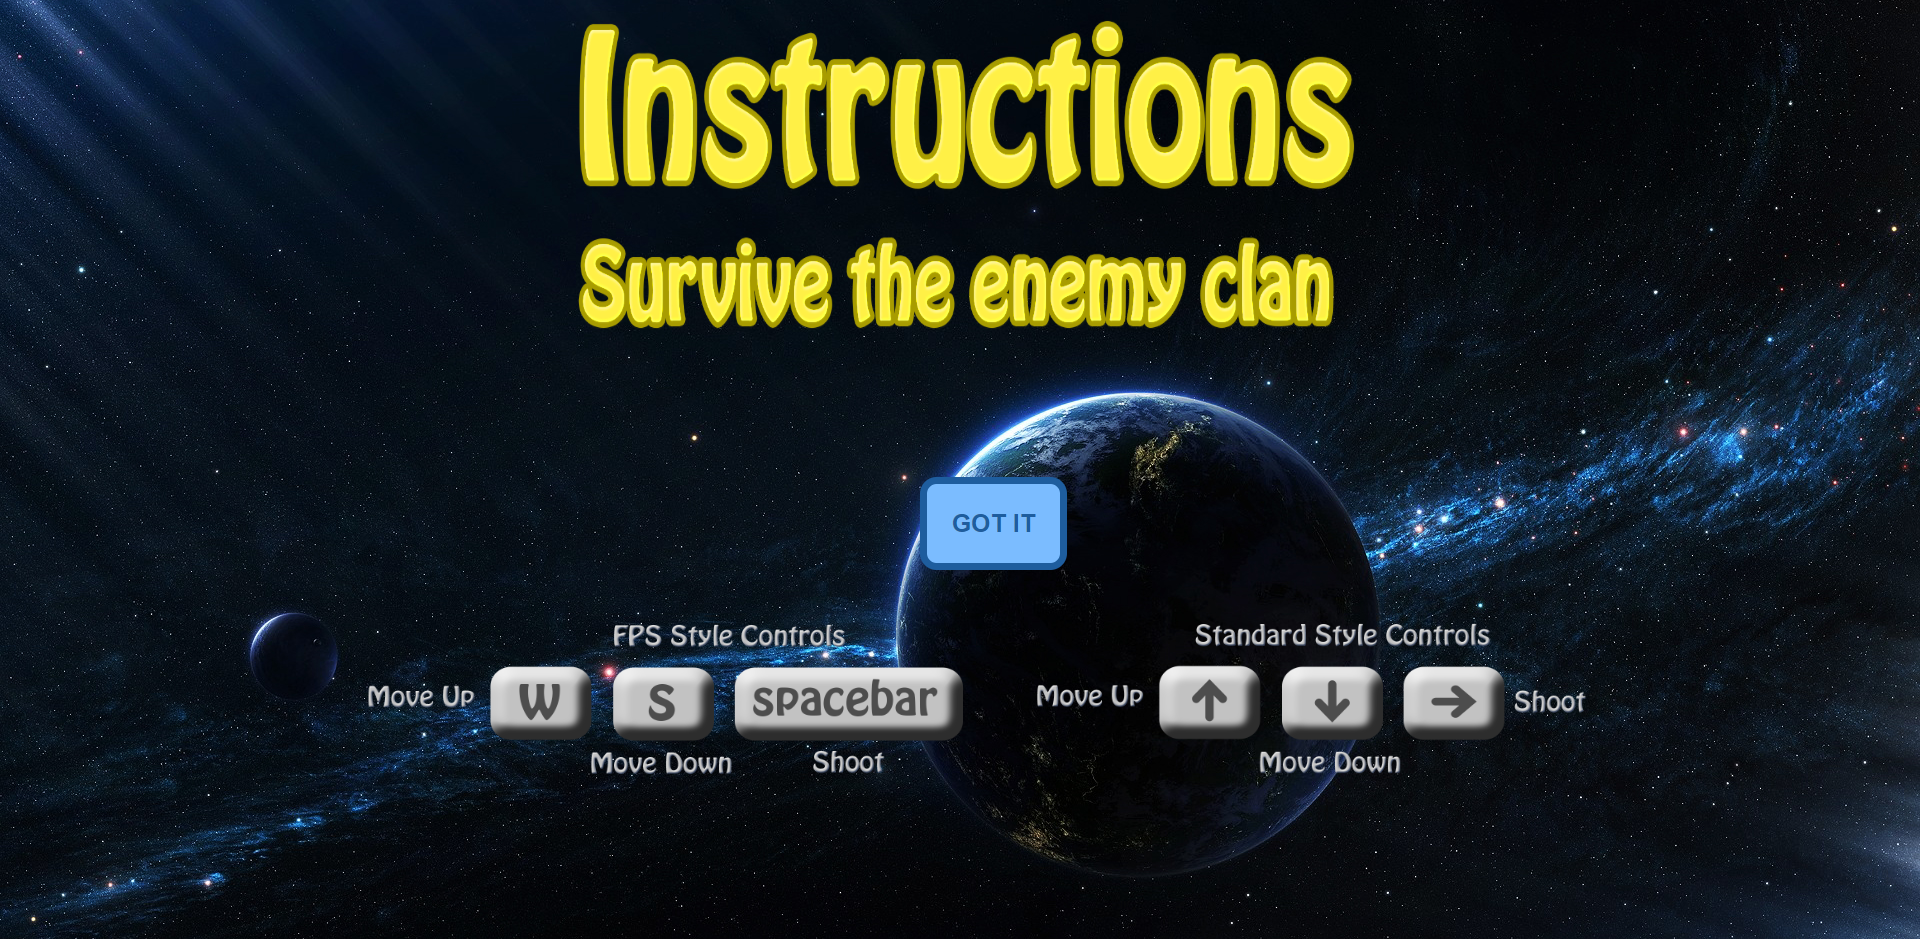 Instructions
Survive the enemy clan
GOT IT
FPS Style Controls
Move Up W S spacebar
Move Down Shoot
Standard Style Controls
Move Up ↑ ↓ → Shoot
Move Down